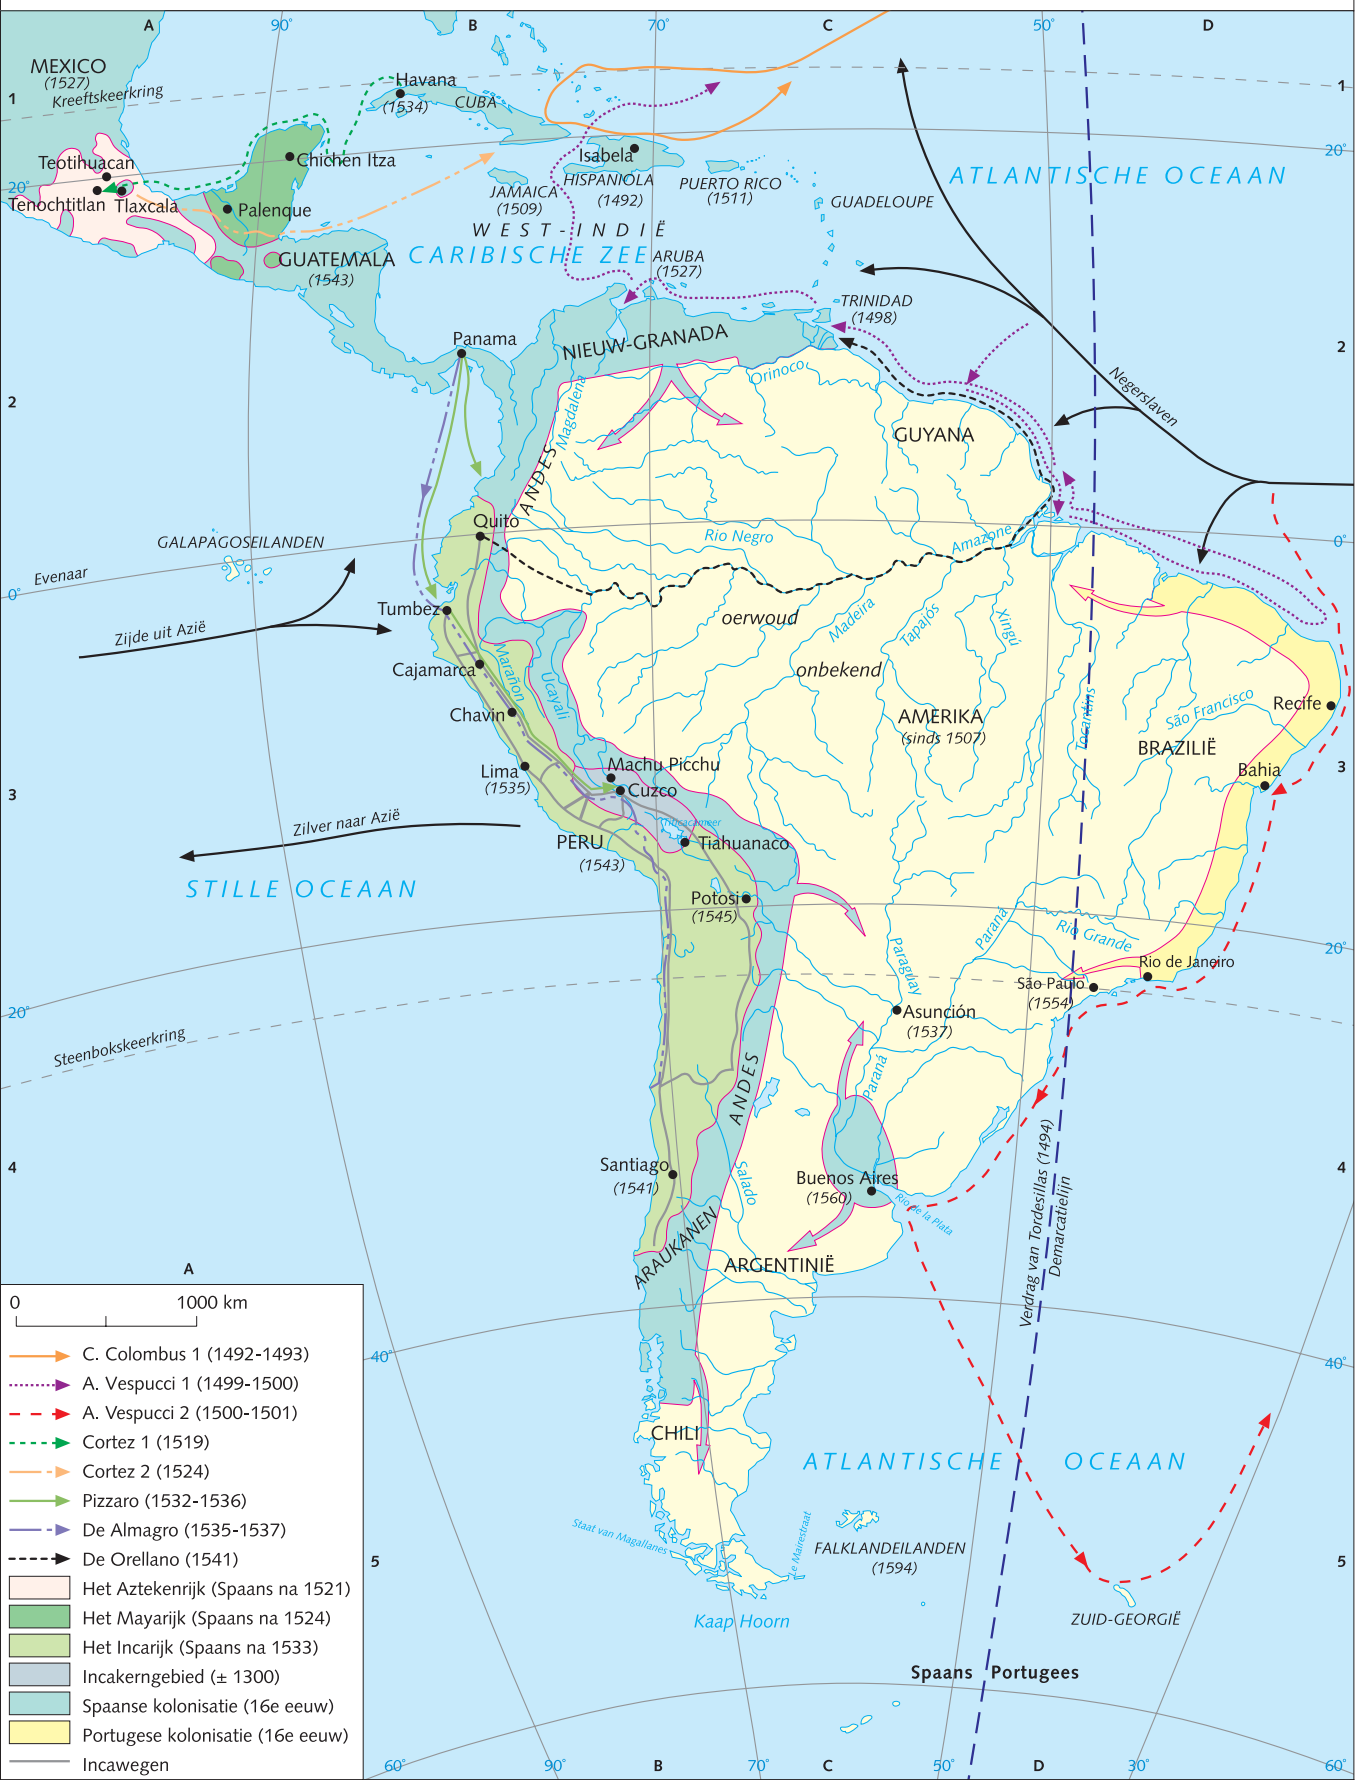 A
90°
B
70°
C
50°
D
MEXICO
(1527)
Kreeftskeerkring
1
Havana
(1534)
CUBA
1
Teotihuacan
Chichen Itza
Isabela
HISPANIOLA
(1492)
JAMAICA
(1509)
PUERTO RICO
(1511)
ATLANTISCHE OCEAAN
20°
20°
Tenochtitlan
Tlaxcala
Palenque
GUADELOUPE
WEST-INDIË
CARIBISCHE ZEE
ARUBA
(1527)
GUATEMALA
(1543)
TRINIDAD
(1498)
Panama
NIEUW-GRANADA
2
2
Orinoco
Magdalena
Negerslaven
GUYANA
ANDES
Quito
Rio Negro
Amazone
GALAPAGOSEILANDEN
0°
Evenaar
0°
Tumbez
Zijde uit Azië
oerwoud
Madeira
Tapajós
Xingú
Cajamarca
Marañon
Ucayali
onbekend
Chavin
AMERIKA
(sinds 1507)
Tocantins
São Francisco
Recife
BRAZILIË
Lima
(1535)
Machu Picchu
Cuzco
Bahia
3
3
Zilver naar Azië
Titicacameer
PERU
(1543)
Tiahuanaco
STILLE OCEAAN
Potosi
(1545)
Paraná
Rio Grande
Paraguay
20°
Rio de Janeiro
São Paulo
(1554)
20°
Asunción
(1537)
Steenbokskeerkring
Paraná
ANDES
4
4
Santiago
(1541)
Salado
Buenos Aires
(1560)
Rio de la Plata
Verdrag van Tordesillas (1494)
Demarcatielijn
ARAUKANEN
ARGENTINIË
A
0 1000 km
40°
40°
C. Colombus 1 (1492-1493)
A. Vespucci 1 (1499-1500)
A. Vespucci 2 (1500-1501)
Cortez 1 (1519)
Cortez 2 (1524)
Pizzaro (1532-1536)
De Almagro (1535-1537)
De Orellano (1541)
Het Aztekenrijk (Spaans na 1521)
Het Mayarijk (Spaans na 1524)
Het Incarijk (Spaans na 1533)
Incakerngebied (± 1300)
Spaanse kolonisatie (16e eeuw)
Portugese kolonisatie (16e eeuw)
Incawegen
CHILI
ATLANTISCHE OCEAAN
Staat van Magallanes
Le Mairestraat
FALKLANDEILANDEN
(1594)
5
5
Kaap Hoorn
ZUID-GEORGIË
Spaans Portugees
60°
90°
B
70°
C
50°
D
30°
60°